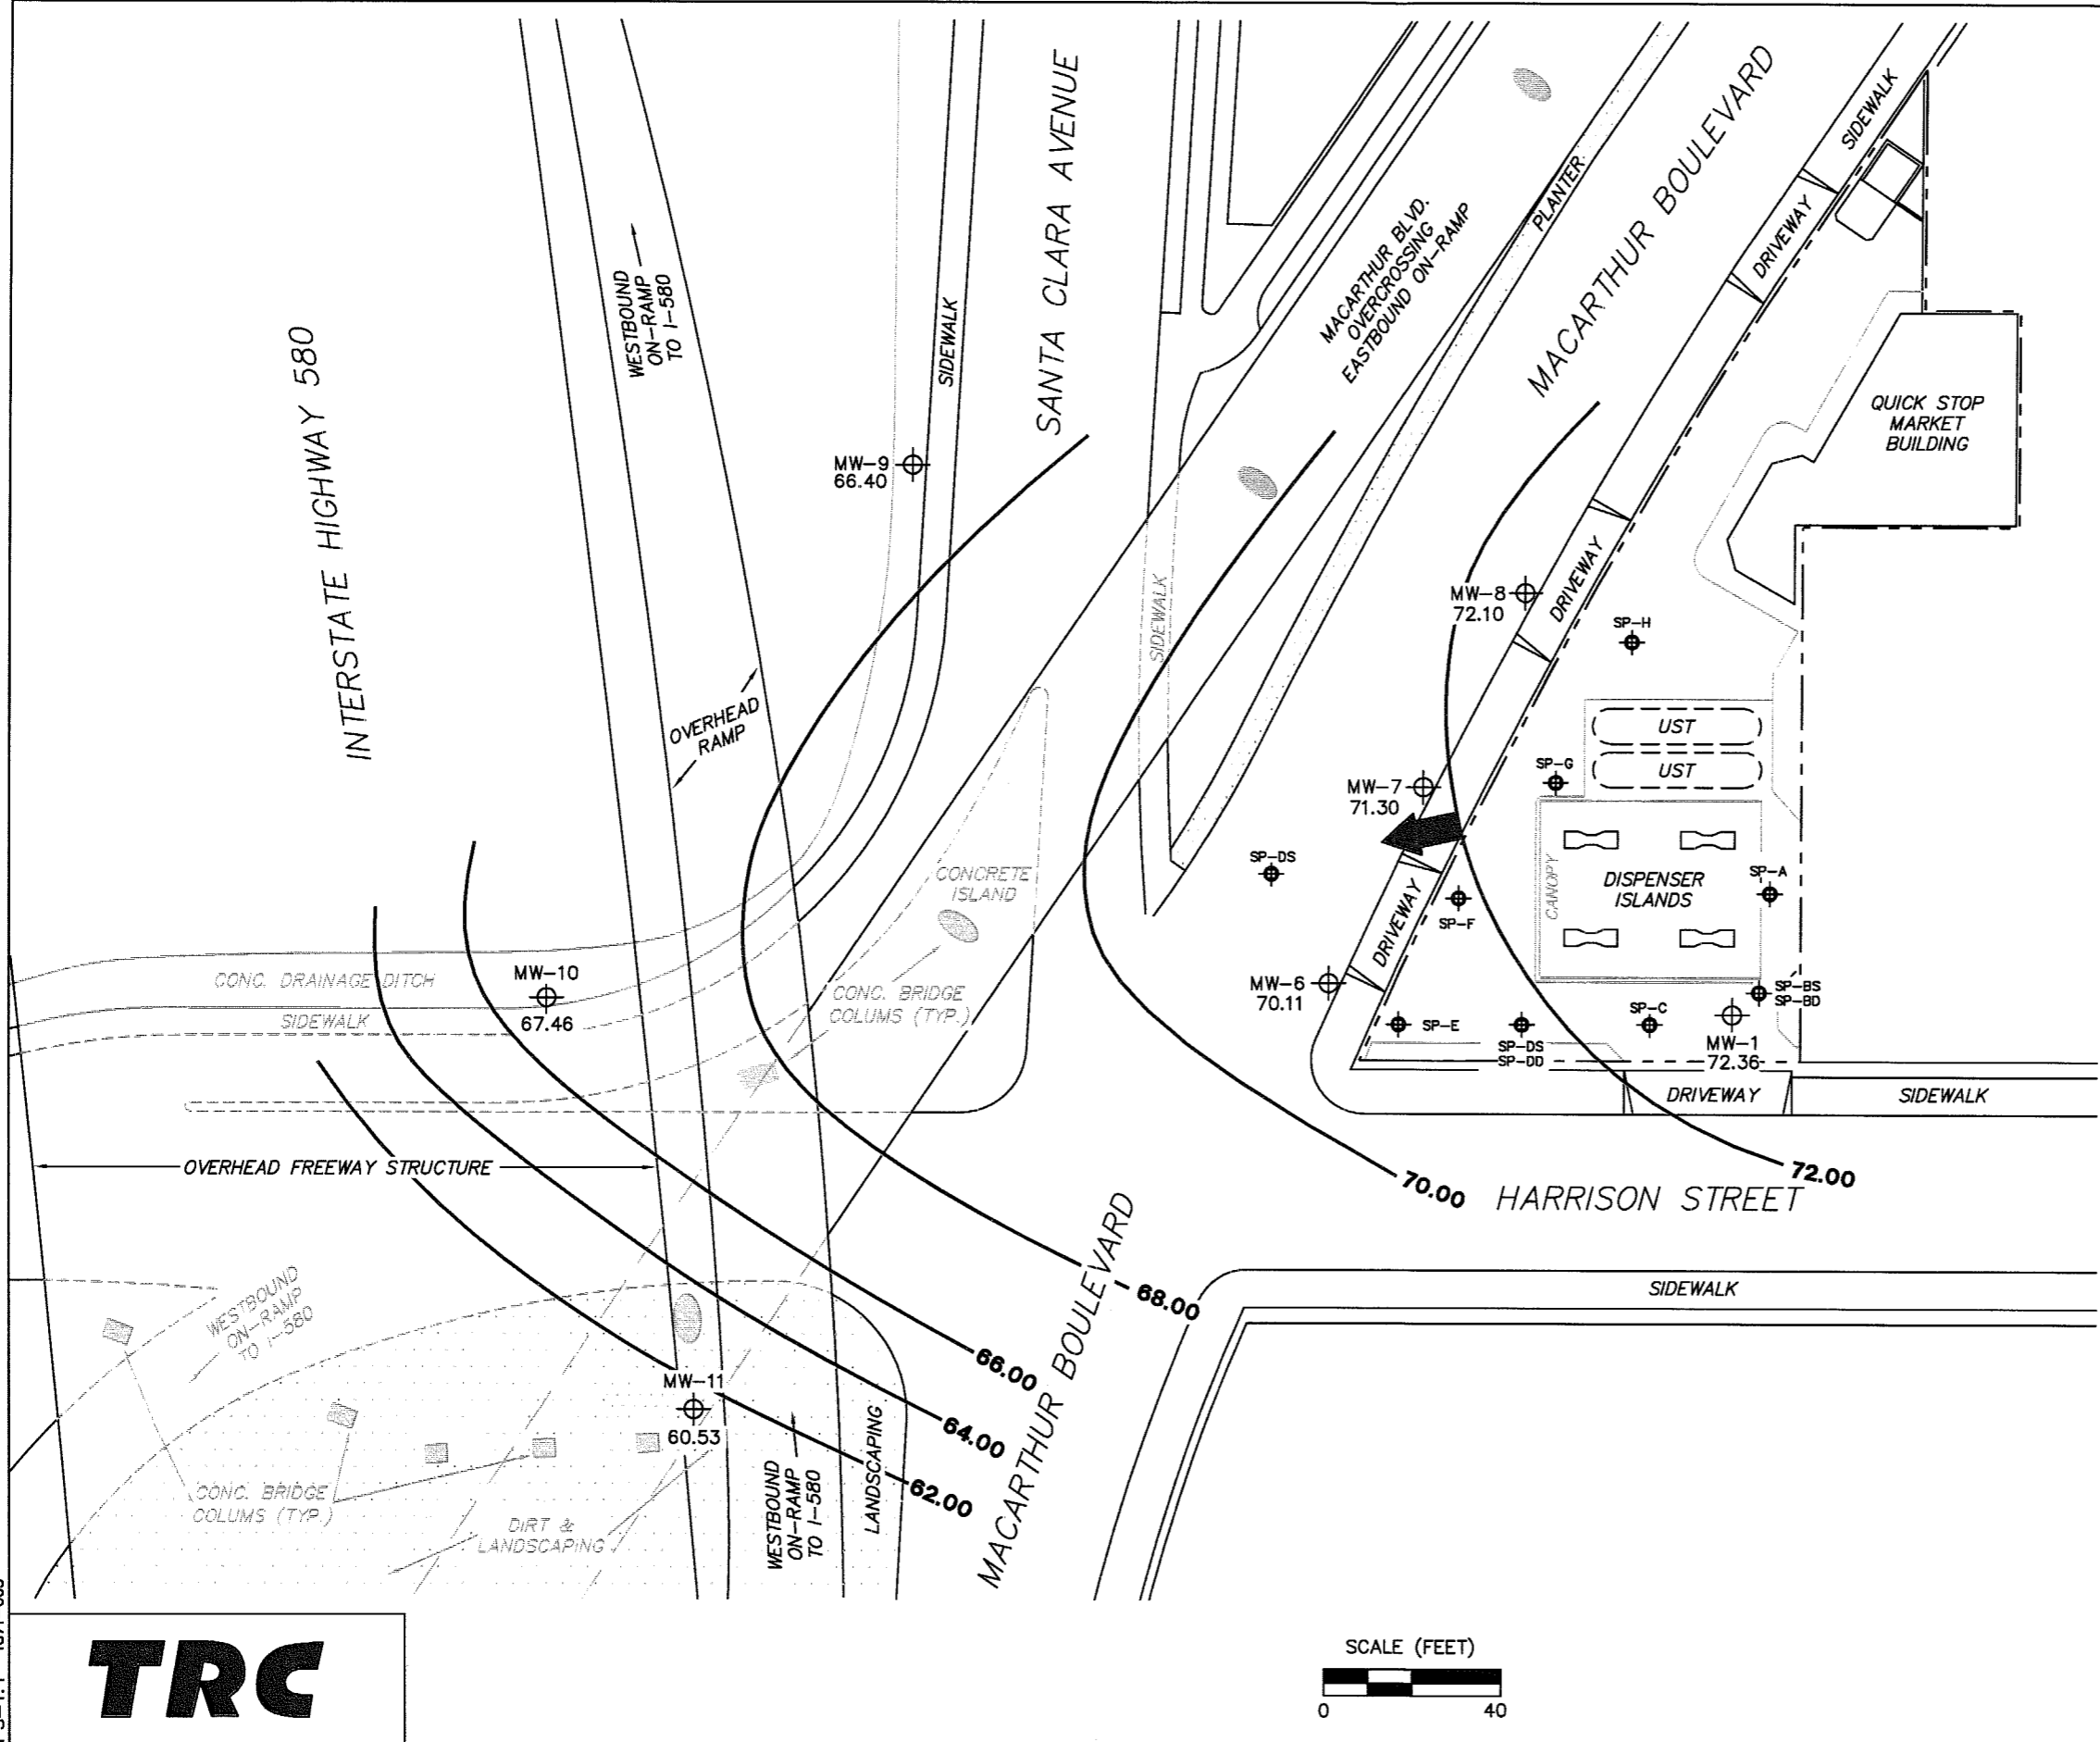 SANTA CLARA AVENUE
MACARTHUR BOULEVARD
SIDEWALK
DRIVEWAY
PLANTER
MACARTHUR BLVD.
OVERCROSSING
EASTBOUND ON-RAMP
WESTBOUND
ON-RAMP
TO I-580
INTERSTATE HIGHWAY 580
SIDEWALK
QUICK STOP
MARKET
BUILDING
MW-9
66.40
MW-8
72.10
DRIVEWAY
SP-H
SIDEWALK
OVERHEAD
RAMP
UST
UST
SP-G
MW-7
71.30
SP-DS
CONCRETE
ISLAND
CANOPY
DISPENSER
ISLANDS
SP-A
SP-F
DRIVEWAY
CONC. DRAINAGE DITCH
MW-10
67.46
SIDEWALK
CONC. BRIDGE
COLUMS (TYP.)
MW-6
70.11
SP-E
SP-DS
SP-DD
SP-C
SP-BS
SP-BD
MW-1
72.36
DRIVEWAY
SIDEWALK
OVERHEAD FREEWAY STRUCTURE
72.00
70.00
HARRISON STREET
68.00
SIDEWALK
WESTBOUND
ON-RAMP
TO I-580
66.00
MW-11
60.53
64.00
62.00
MACARTHUR BOULEVARD
LANDSCAPING
WESTBOUND
ON-RAMP
TO I-580
CONC. BRIDGE
COLUMS (TYP.)
DIRT &
LANDSCAPING
TRC
SCALE (FEET)
0 40